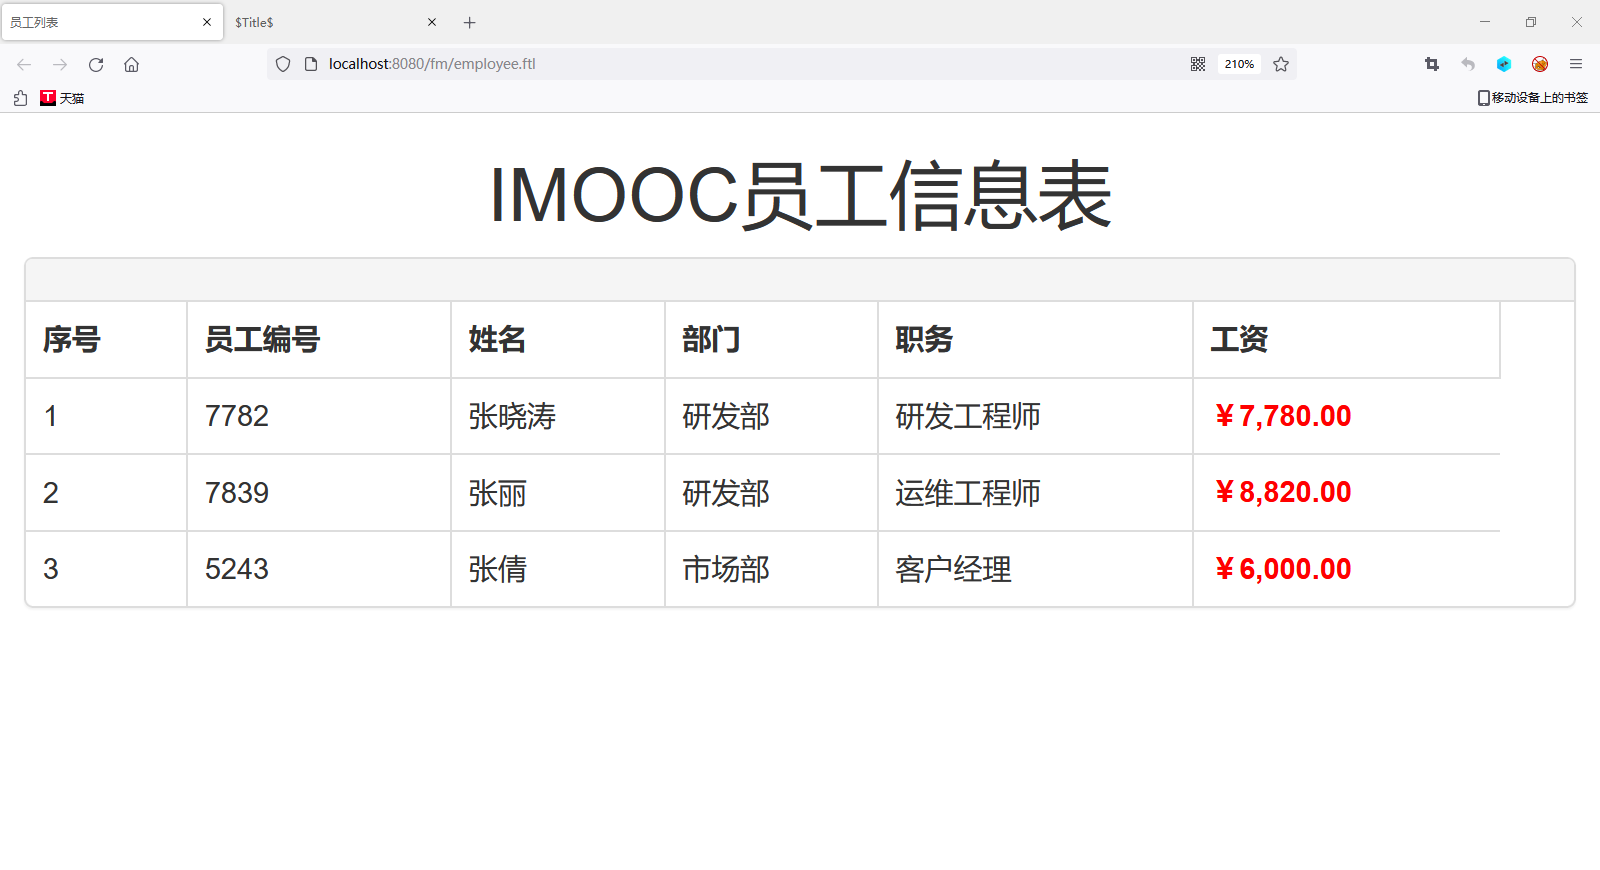 员工列表 $Title$
localhost:8080/fm/employee.ftl 210%
天猫 移动设备上的书签
IMOOC员工信息表
序号 员工编号 姓名 部门 职务 工资
1 7782 张晓涛 研发部 研发工程师 ¥7,780.00
2 7839 张丽 研发部 运维工程师 ¥8,820.00
3 5243 张倩 市场部 客户经理 ¥6,000.00